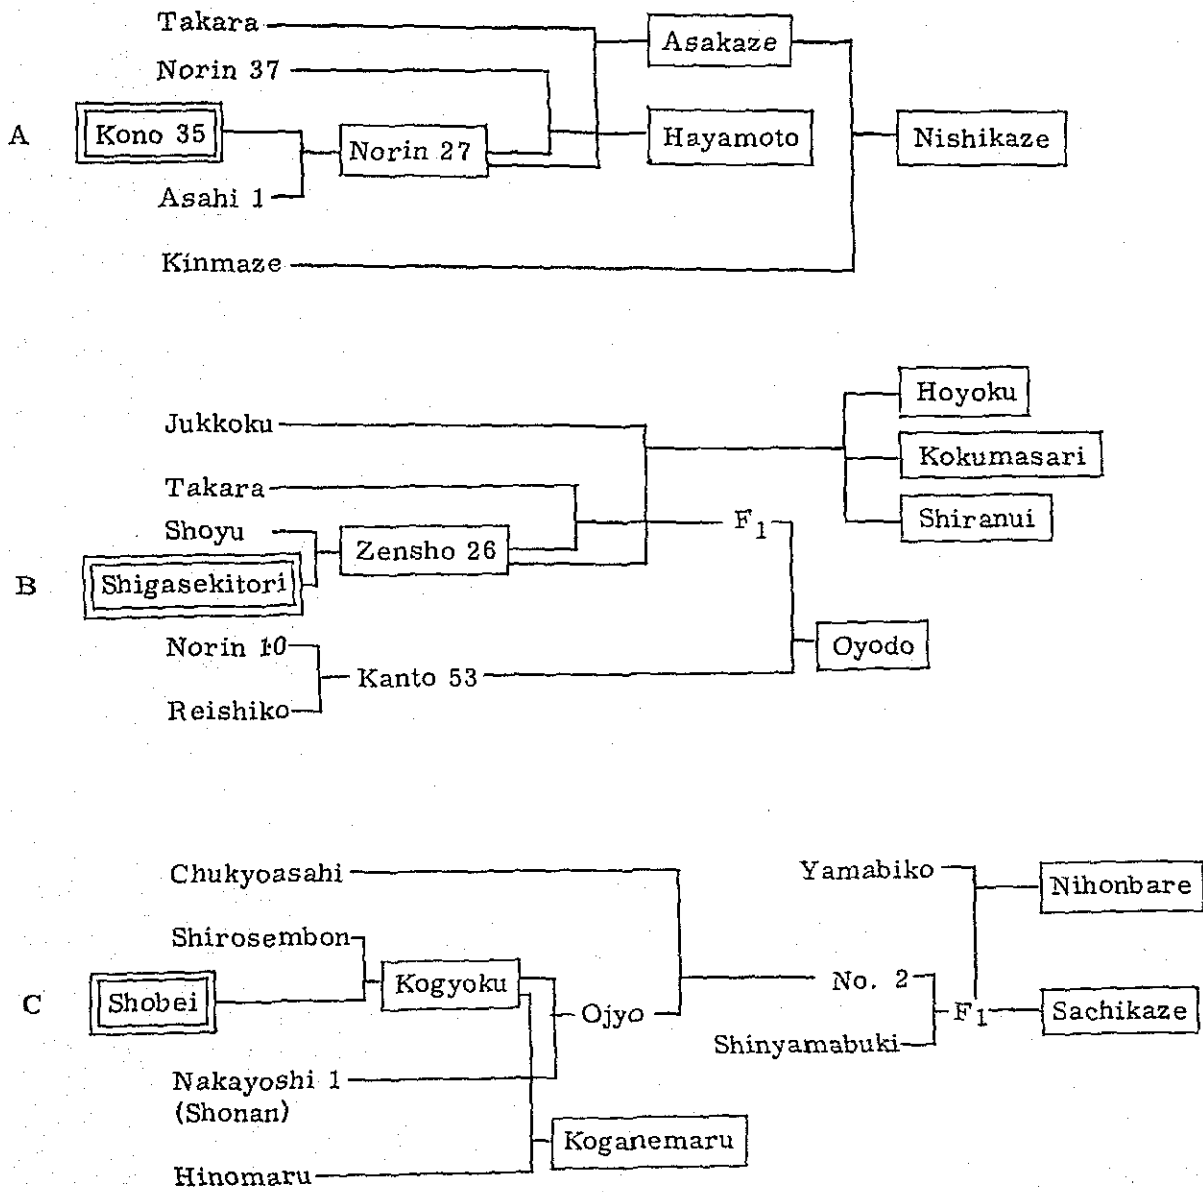 Takara
Asakaze
Norin 37
A
Kono 35
Norin 27
Hayamoto
Nishikaze
Asahi 1
Kinmaze
Hoyoku
Jukkoku
Kokumasari
Takara
Shiranui
Shoyu
Zensho 26
F1
B
Shigasekitori
Norin 10
Oyodo
Kanto 53
Reishiko
Chukyoasahi
Yamabiko
Nihonbare
Shirosembon
C
Shobei
Kogyoku
No. 2
Ojyo
F1
Sachikaze
Shinyamabuki
Nakayoshi 1
(Shonan)
Koganemaru
Hinomaru